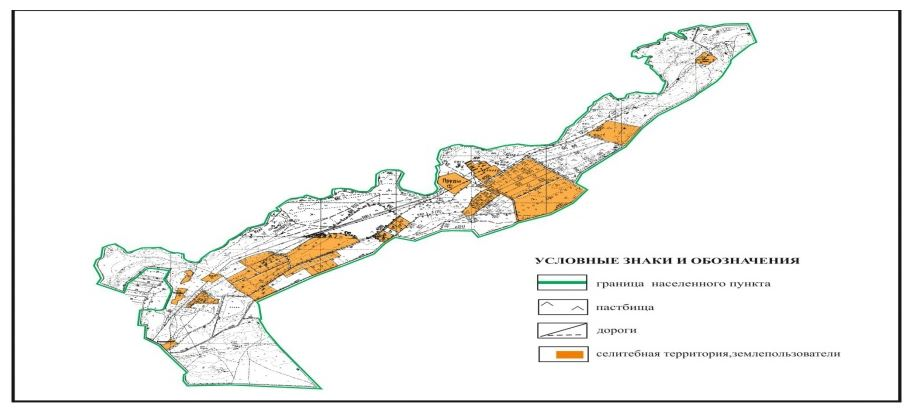 Пруды
УСЛОВНЫЕ ЗНАКИ И ОБОЗНАЧЕНИЯ
граница населенного пункта
пастбища
дороги
селитебная территория,землепользователи